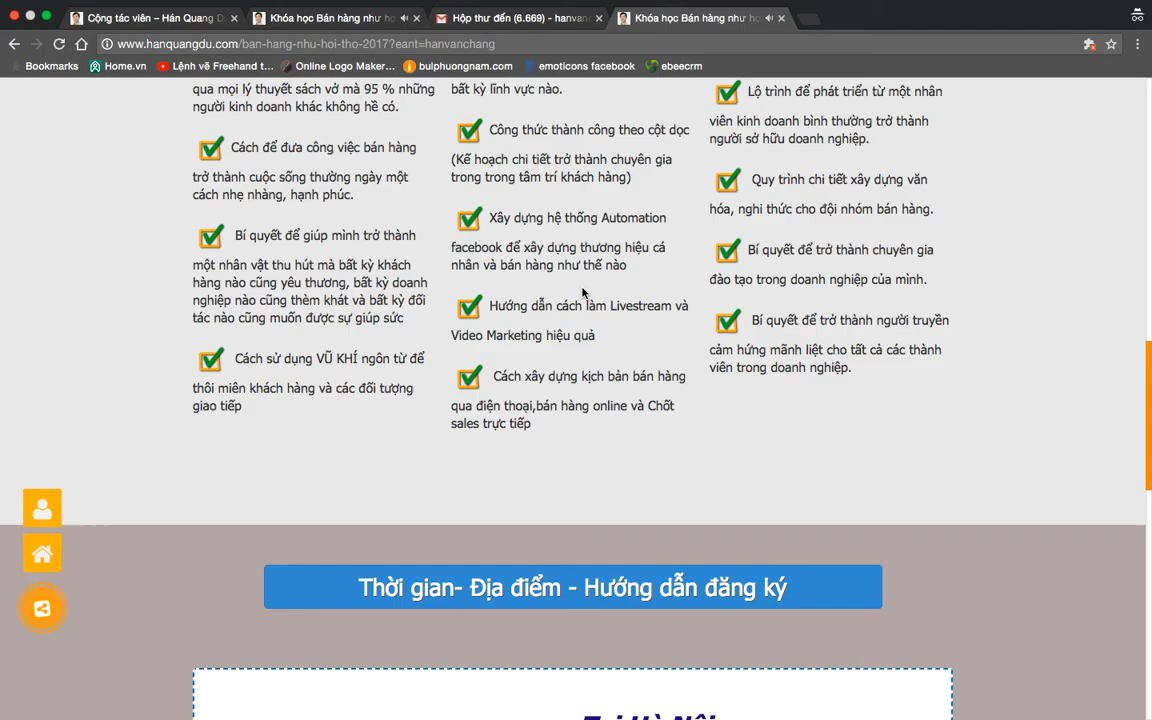 Cộng tác viên – Hán Quang D
Khóa học Bán hàng như ho
Hộp thư đến (6.669) - hanvan
Khóa học Bán hàng như ho
www.hanquangdu.com/ban-hang-nhu-hoi-tho-2017?eant=hanvanchang
Bookmarks
Home.vn
Lệnh vẽ Freehand t...
Online Logo Maker...
buiphuongnam.com
emoticons facebook
ebeecrm
qua mọi lý thuyết sách vở mà 95 % những
người kinh doanh khác không hề có.
Cách để đưa công việc bán hàng
trở thành cuộc sống thường ngày một
cách nhẹ nhàng, hạnh phúc.
Bí quyết để giúp mình trở thành
một nhân vật thu hút mà bất kỳ khách
hàng nào cũng yêu thương, bất kỳ doanh
nghiệp nào cũng thèm khát và bất kỳ đối
tác nào cũng muốn được sự giúp sức
Cách sử dụng VŨ KHÍ ngôn từ để
thôi miên khách hàng và các đối tượng
giao tiếp
bất kỳ lĩnh vực nào.
Công thức thành công theo cột dọc
(Kế hoạch chi tiết trở thành chuyên gia
trong trong tâm trí khách hàng)
Xây dựng hệ thống Automation
facebook để xây dựng thương hiệu cá
nhân và bán hàng như thế nào
Hướng dẫn cách làm Livestream và
Video Marketing hiệu quả
Cách xây dựng kịch bản bán hàng
qua điện thoại,bán hàng online và Chốt
sales trực tiếp
Lộ trình để phát triển từ một nhân
viên kinh doanh bình thường trở thành
người sở hữu doanh nghiệp.
Quy trình chi tiết xây dựng văn
hóa, nghi thức cho đội nhóm bán hàng.
Bí quyết để trở thành chuyên gia
đào tạo trong doanh nghiệp của mình.
Bí quyết để trở thành người truyền
cảm hứng mãnh liệt cho tất cả các thành
viên trong doanh nghiệp.
Thời gian- Địa điểm - Hướng dẫn đăng ký
Tại Hà Nội